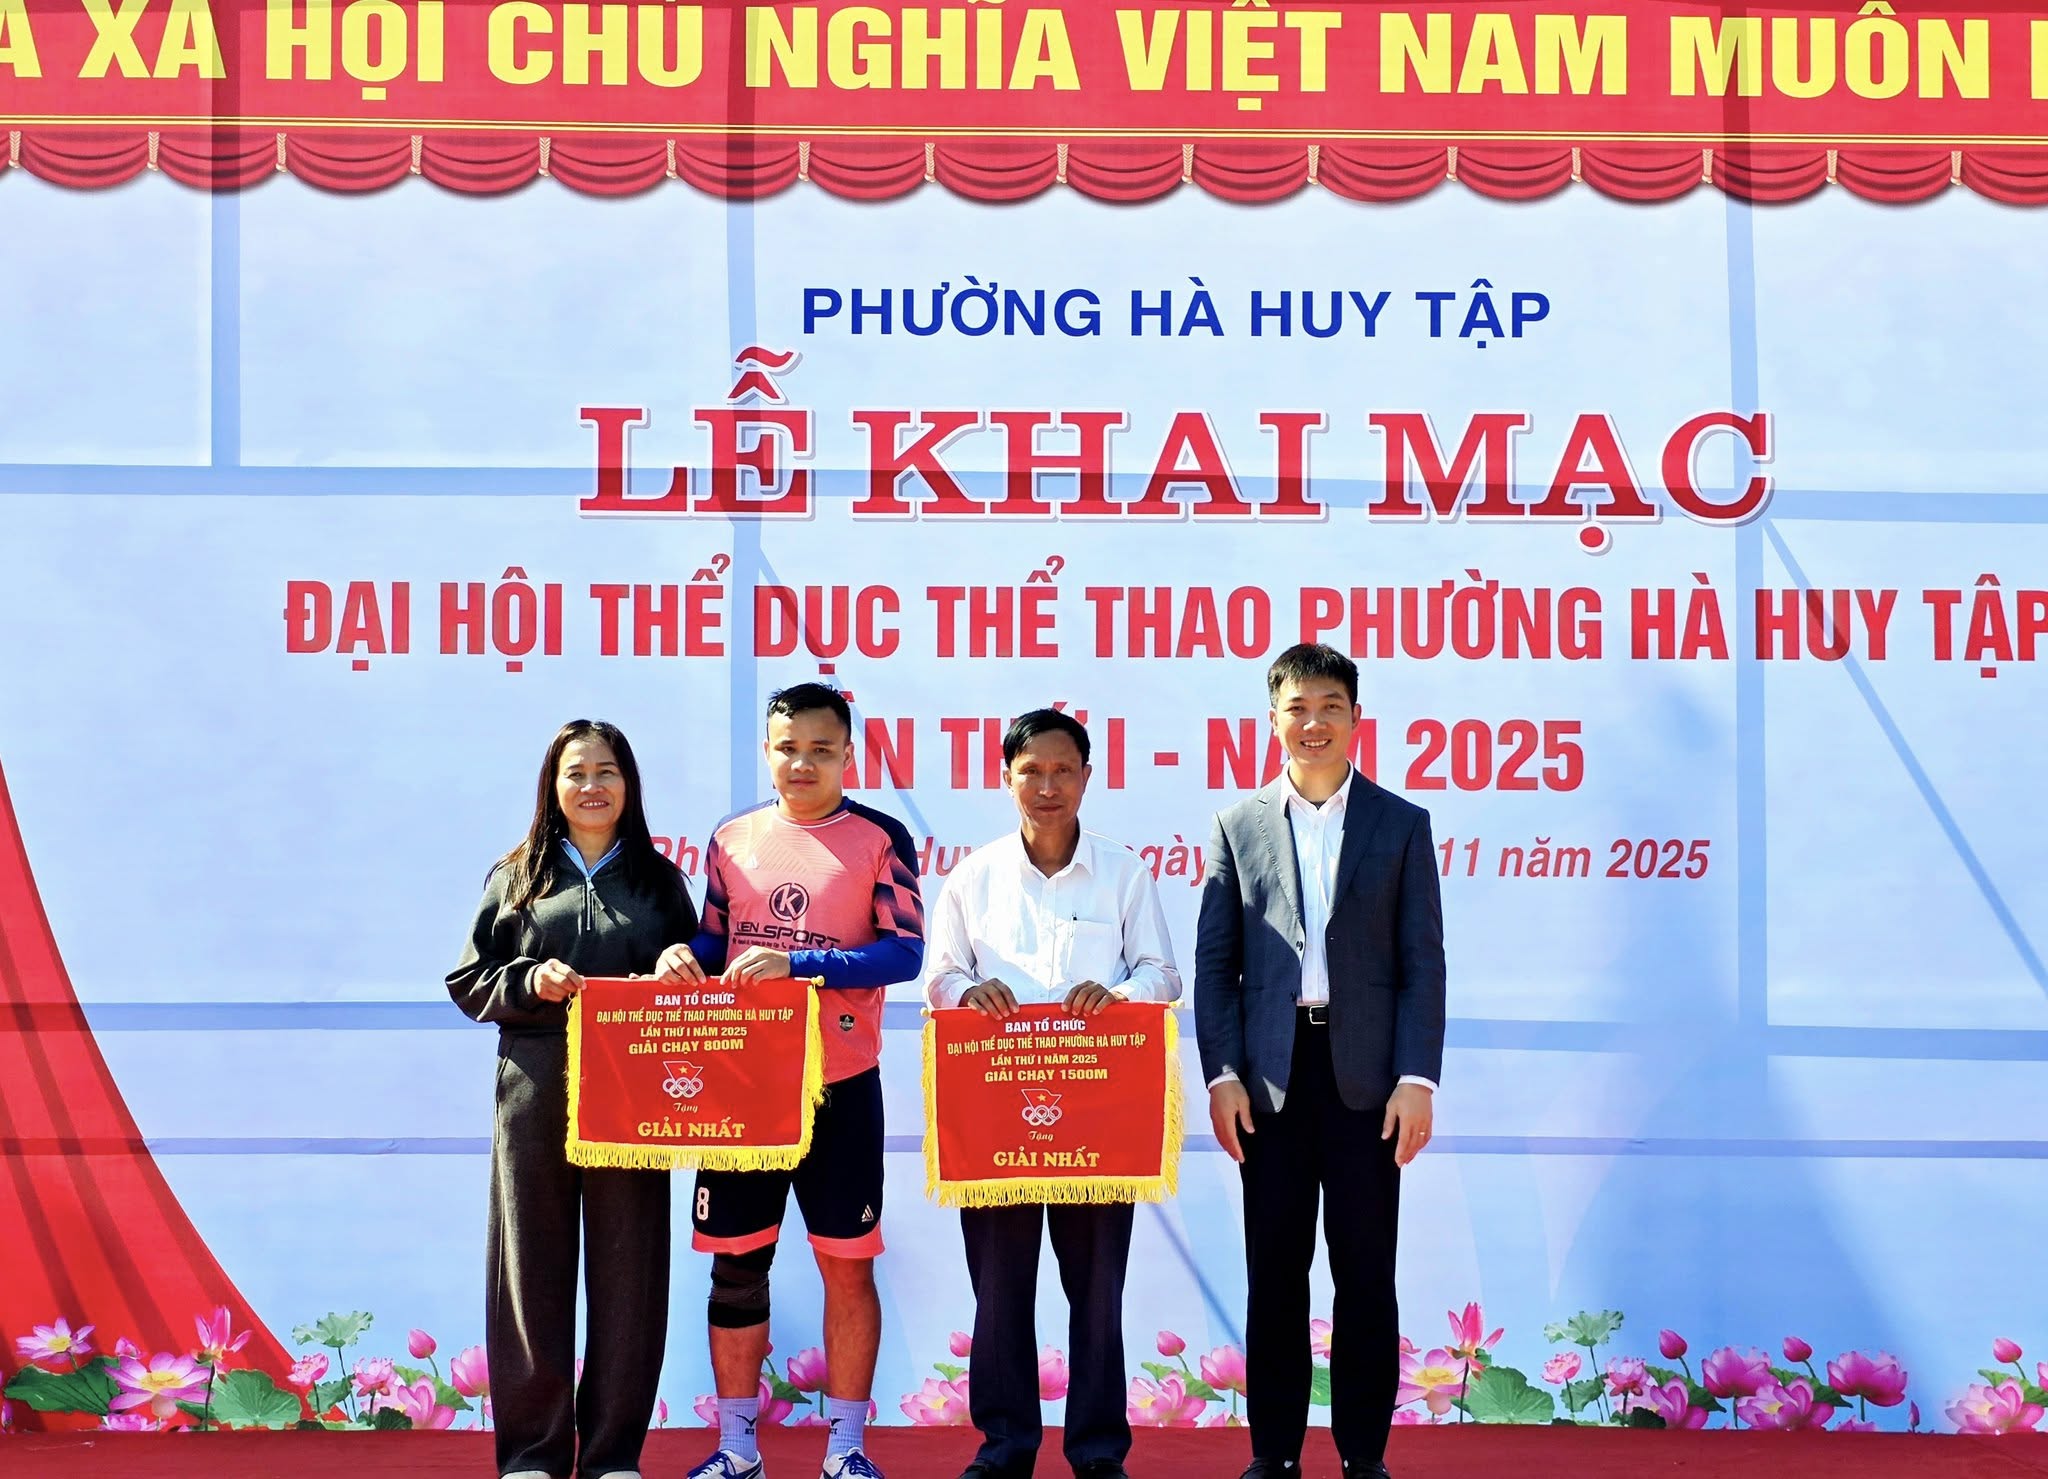 XÃ HỘI CHỦ NGHĨA VIỆT NAM MUÔN
PHƯỜNG HÀ HUY TẬP
LỄ KHAI MẠC
ĐẠI HỘI THỂ DỤC THỂ THAO PHƯỜNG HÀ HUY TẬP
I - NĂM 2025
11 năm 2025
K
SPORT
BAN TỔ CHỨC
ĐẠI HỘI THỂ DỤC THỂ THAO PHƯỜNG HÀ HUY TẬP
LẦN THỨ I NĂM 2025
GIẢI CHẠY 800M
Tặng
GIẢI NHẤT
BAN TỔ CHỨC
ĐẠI HỘI THỂ DỤC THỂ THAO PHƯỜNG HÀ HUY TẬP
LẦN THỨ I NĂM 2025
GIẢI CHẠY 1500M
Tặng
GIẢI NHẤT
8